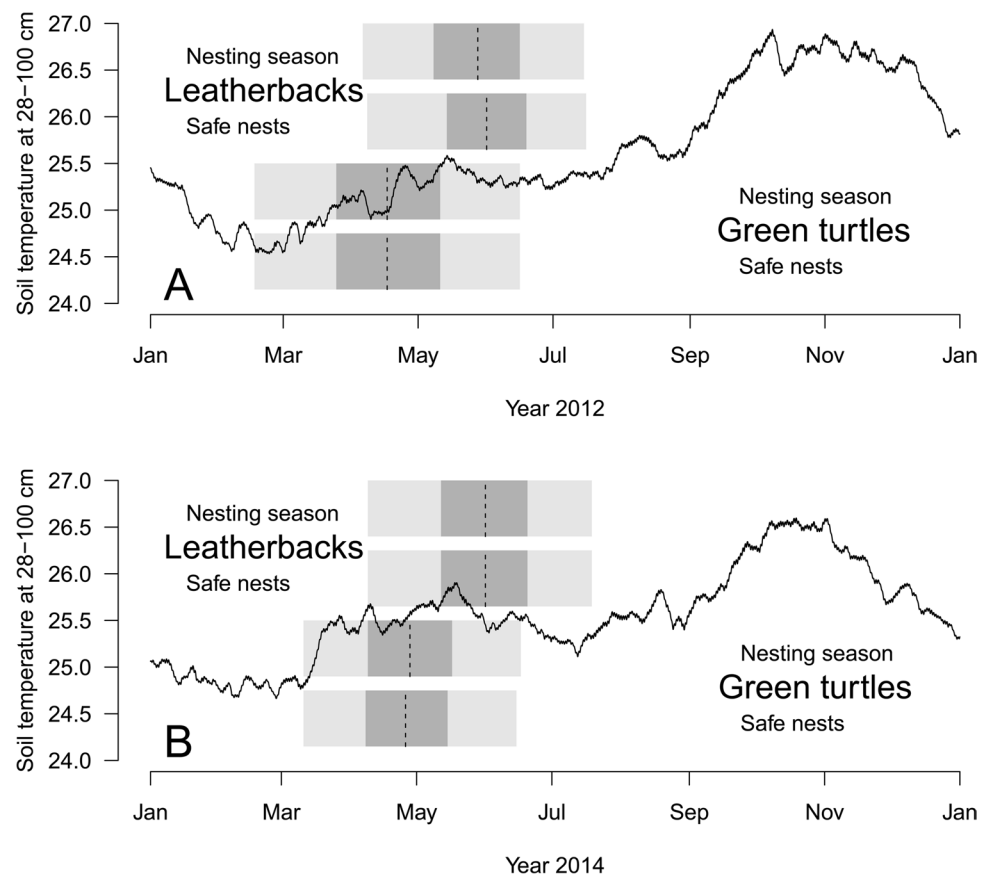 Soil temperature at 28−100 cm
27.0
26.5
26.0
25.5
25.0
24.5
24.0
Nesting season
Leatherbacks
Safe nests
Nesting season
Green turtles
Safe nests
A
Jan Mar May Jul Sep Nov Jan
Year 2012
Soil temperature at 28−100 cm
27.0
26.5
26.0
25.5
25.0
24.5
24.0
Nesting season
Leatherbacks
Safe nests
Nesting season
Green turtles
Safe nests
B
Jan Mar May Jul Sep Nov Jan
Year 2014